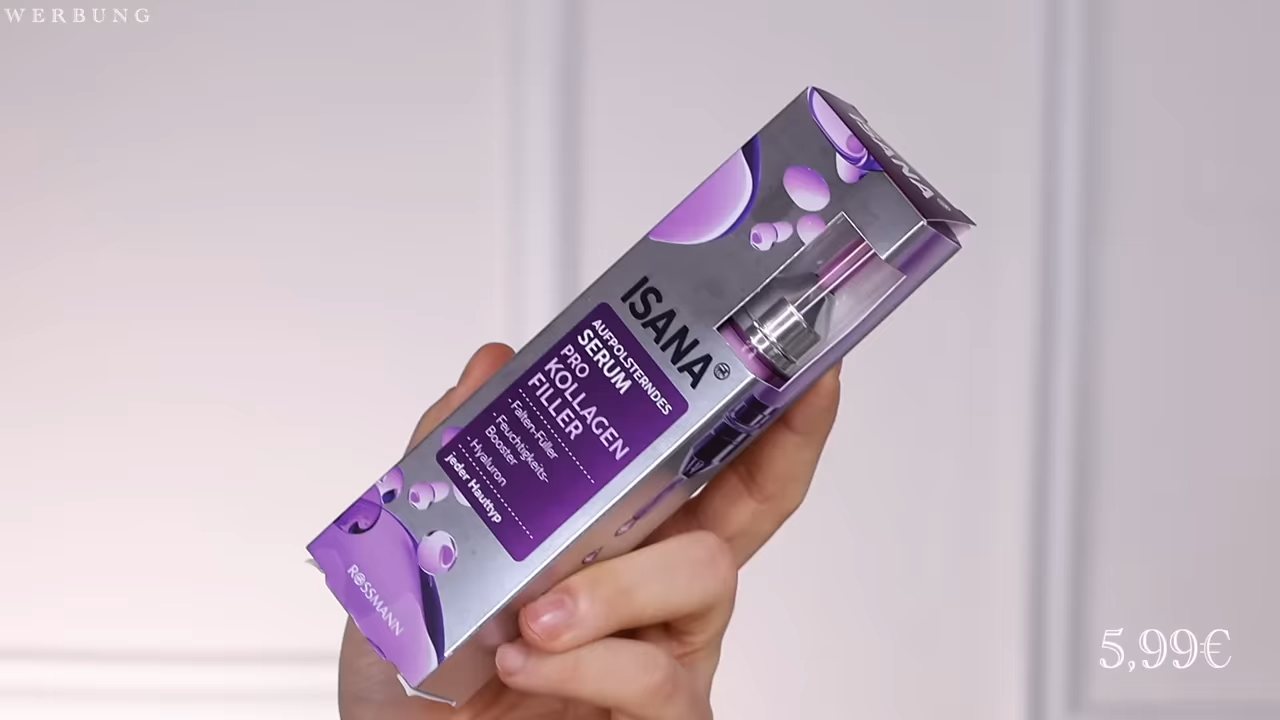 WERBUNG
ISANA
ISANA
AUFPOLSTERNDES
SERUM
PRO
KOLLAGEN
FILLER
-Falten-Füller
-Feuchtigkeits-
Booster
-Hyaluron
jeder Hauttyp
ROSSMANN
5,99€